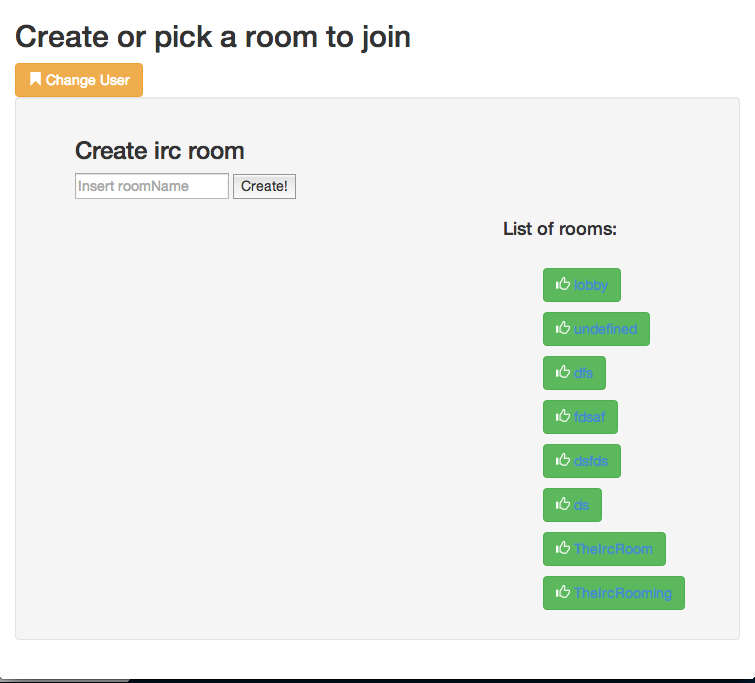 Create or pick a room to join
Change User
Create irc room
Insert roomName Create!
List of rooms:
lobby
undefined
dfs
fdsaf
dsfds
ds
TheIrcRoom
TheIrcRooming